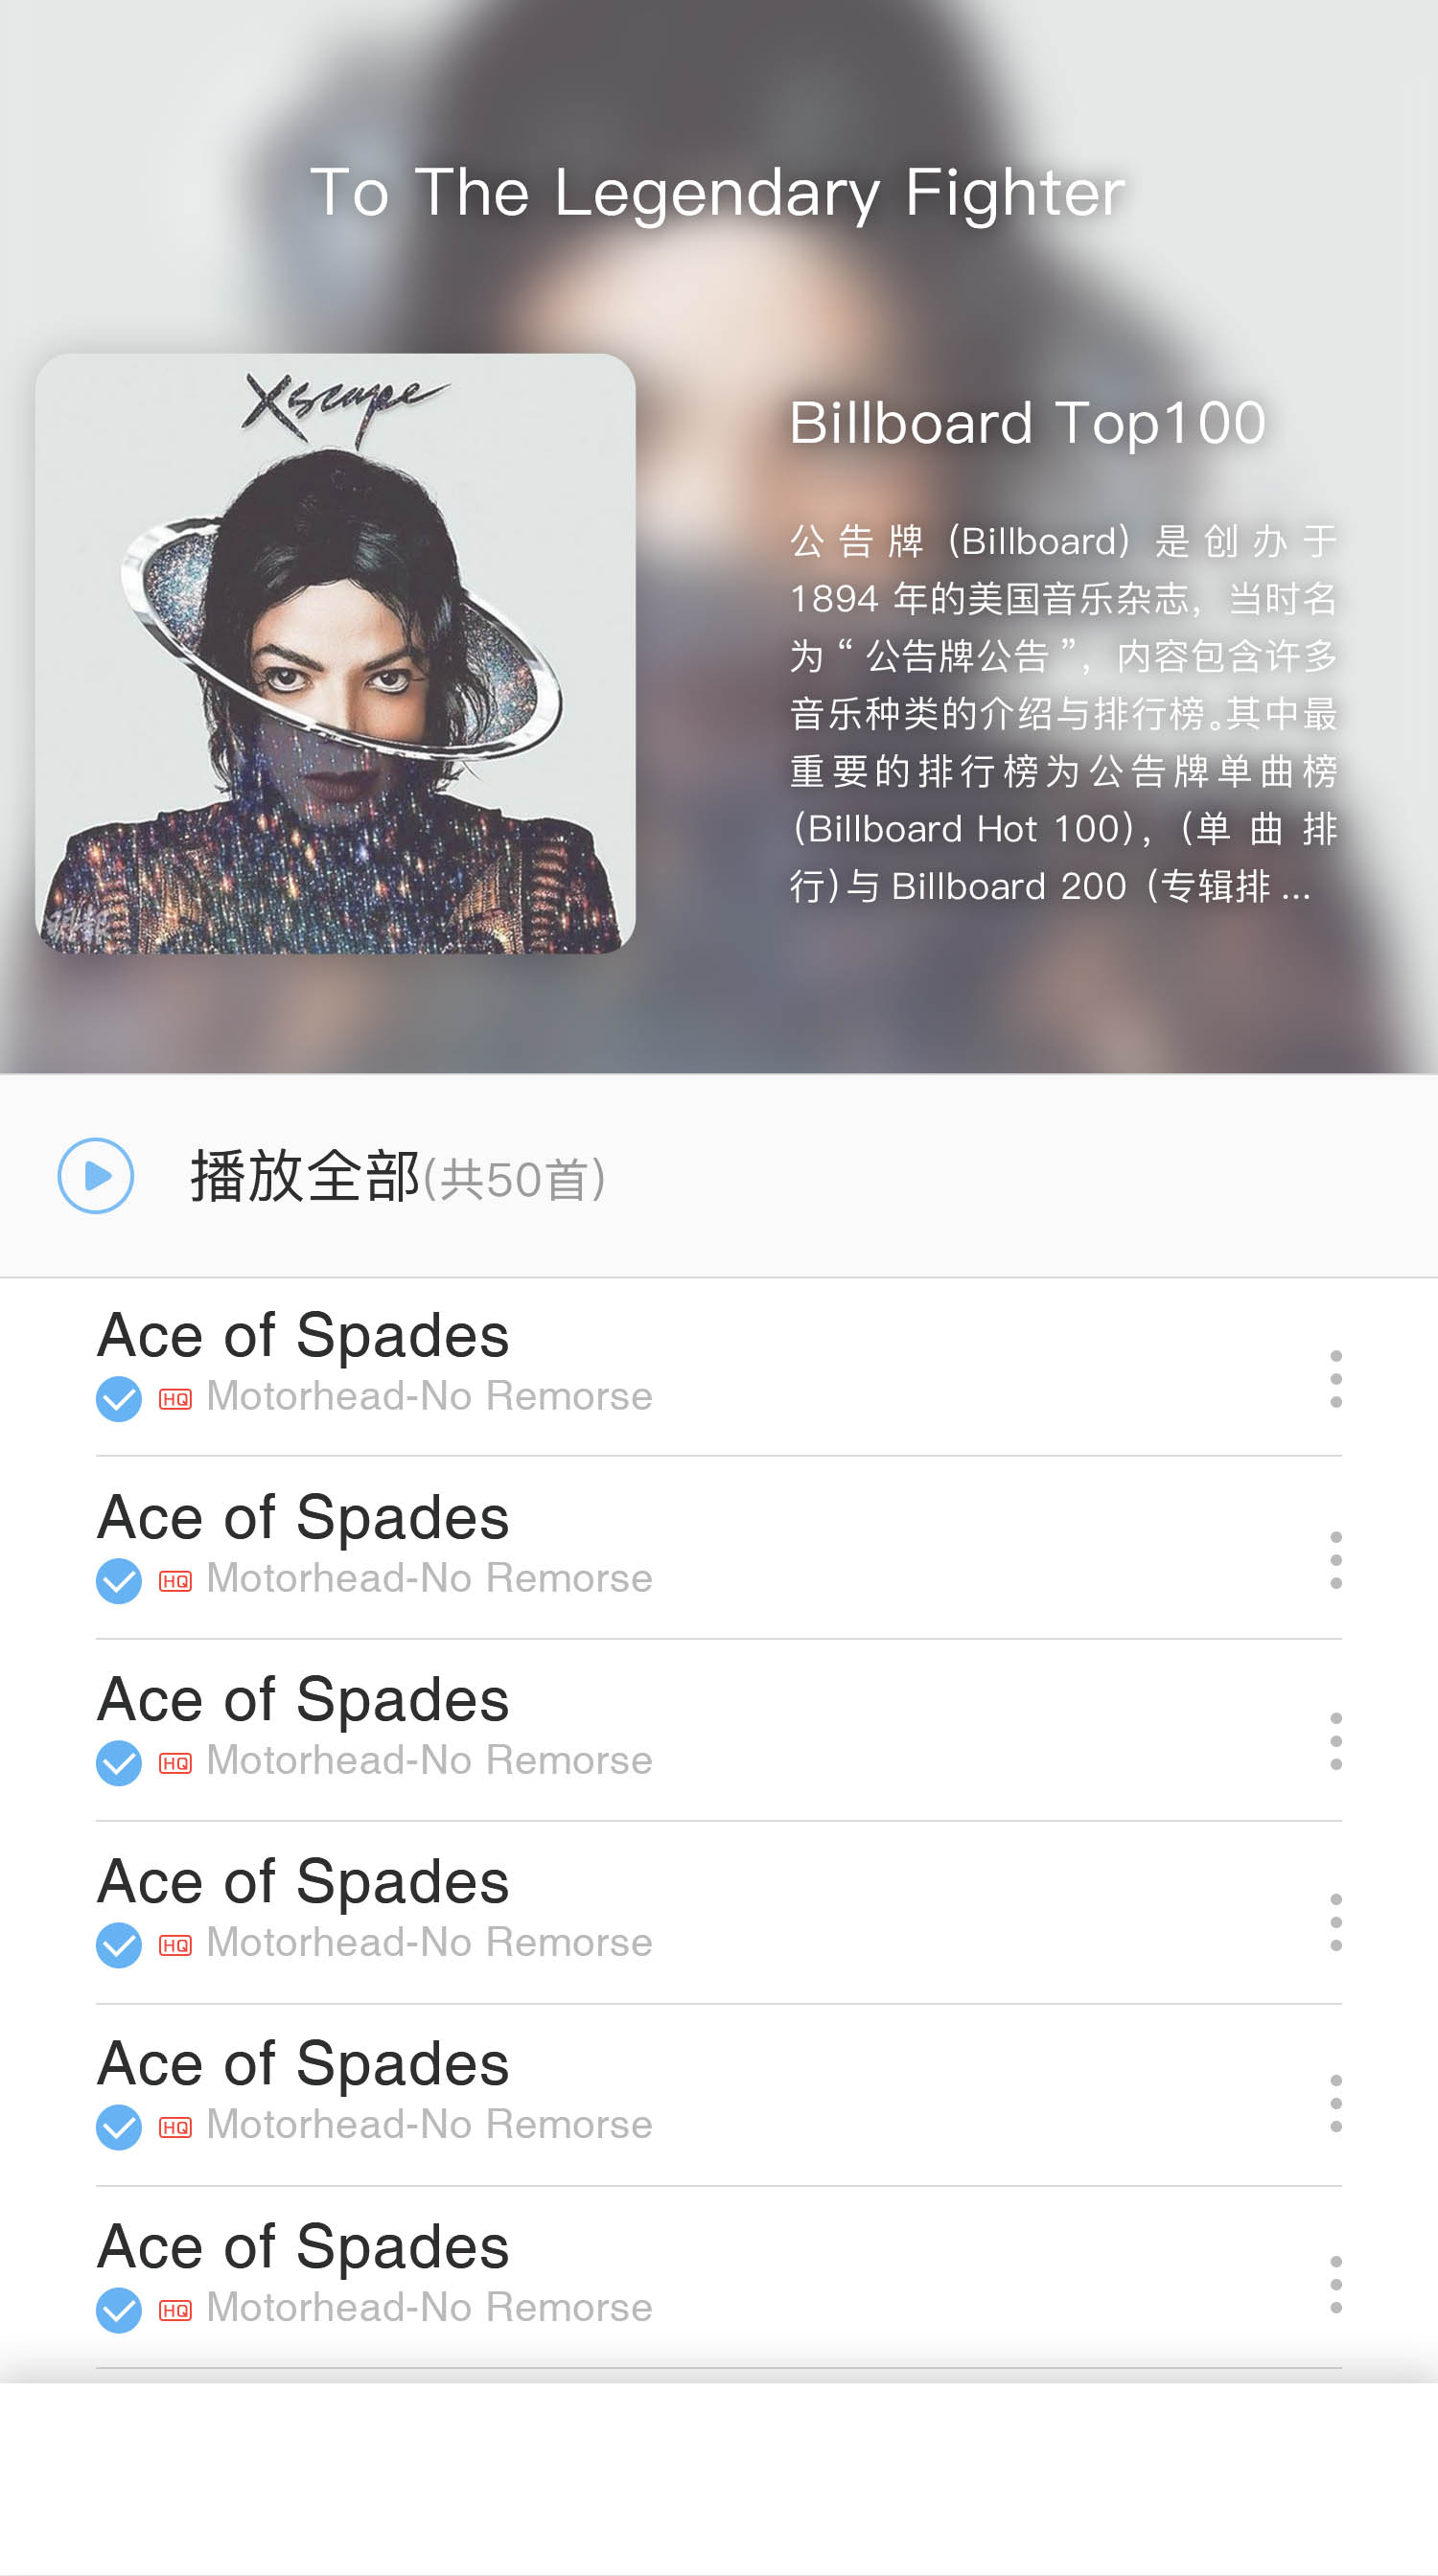 To The Legendary Fighter
Xscape
Billboard Top100
公告牌（Billboard）是创办于
1894 年的美国音乐杂志，当时名
为“公告牌公告”，内容包含许多
音乐种类的介绍与排行榜。其中最
重要的排行榜为公告牌单曲榜
（Billboard Hot 100），（单曲排
行）与 Billboard 200（专辑排...
明報
播放全部(共50首)
Ace of Spades
HQ Motorhead-No Remorse
Ace of Spades
HQ Motorhead-No Remorse
Ace of Spades
HQ Motorhead-No Remorse
Ace of Spades
HQ Motorhead-No Remorse
Ace of Spades
HQ Motorhead-No Remorse
Ace of Spades
HQ Motorhead-No Remorse